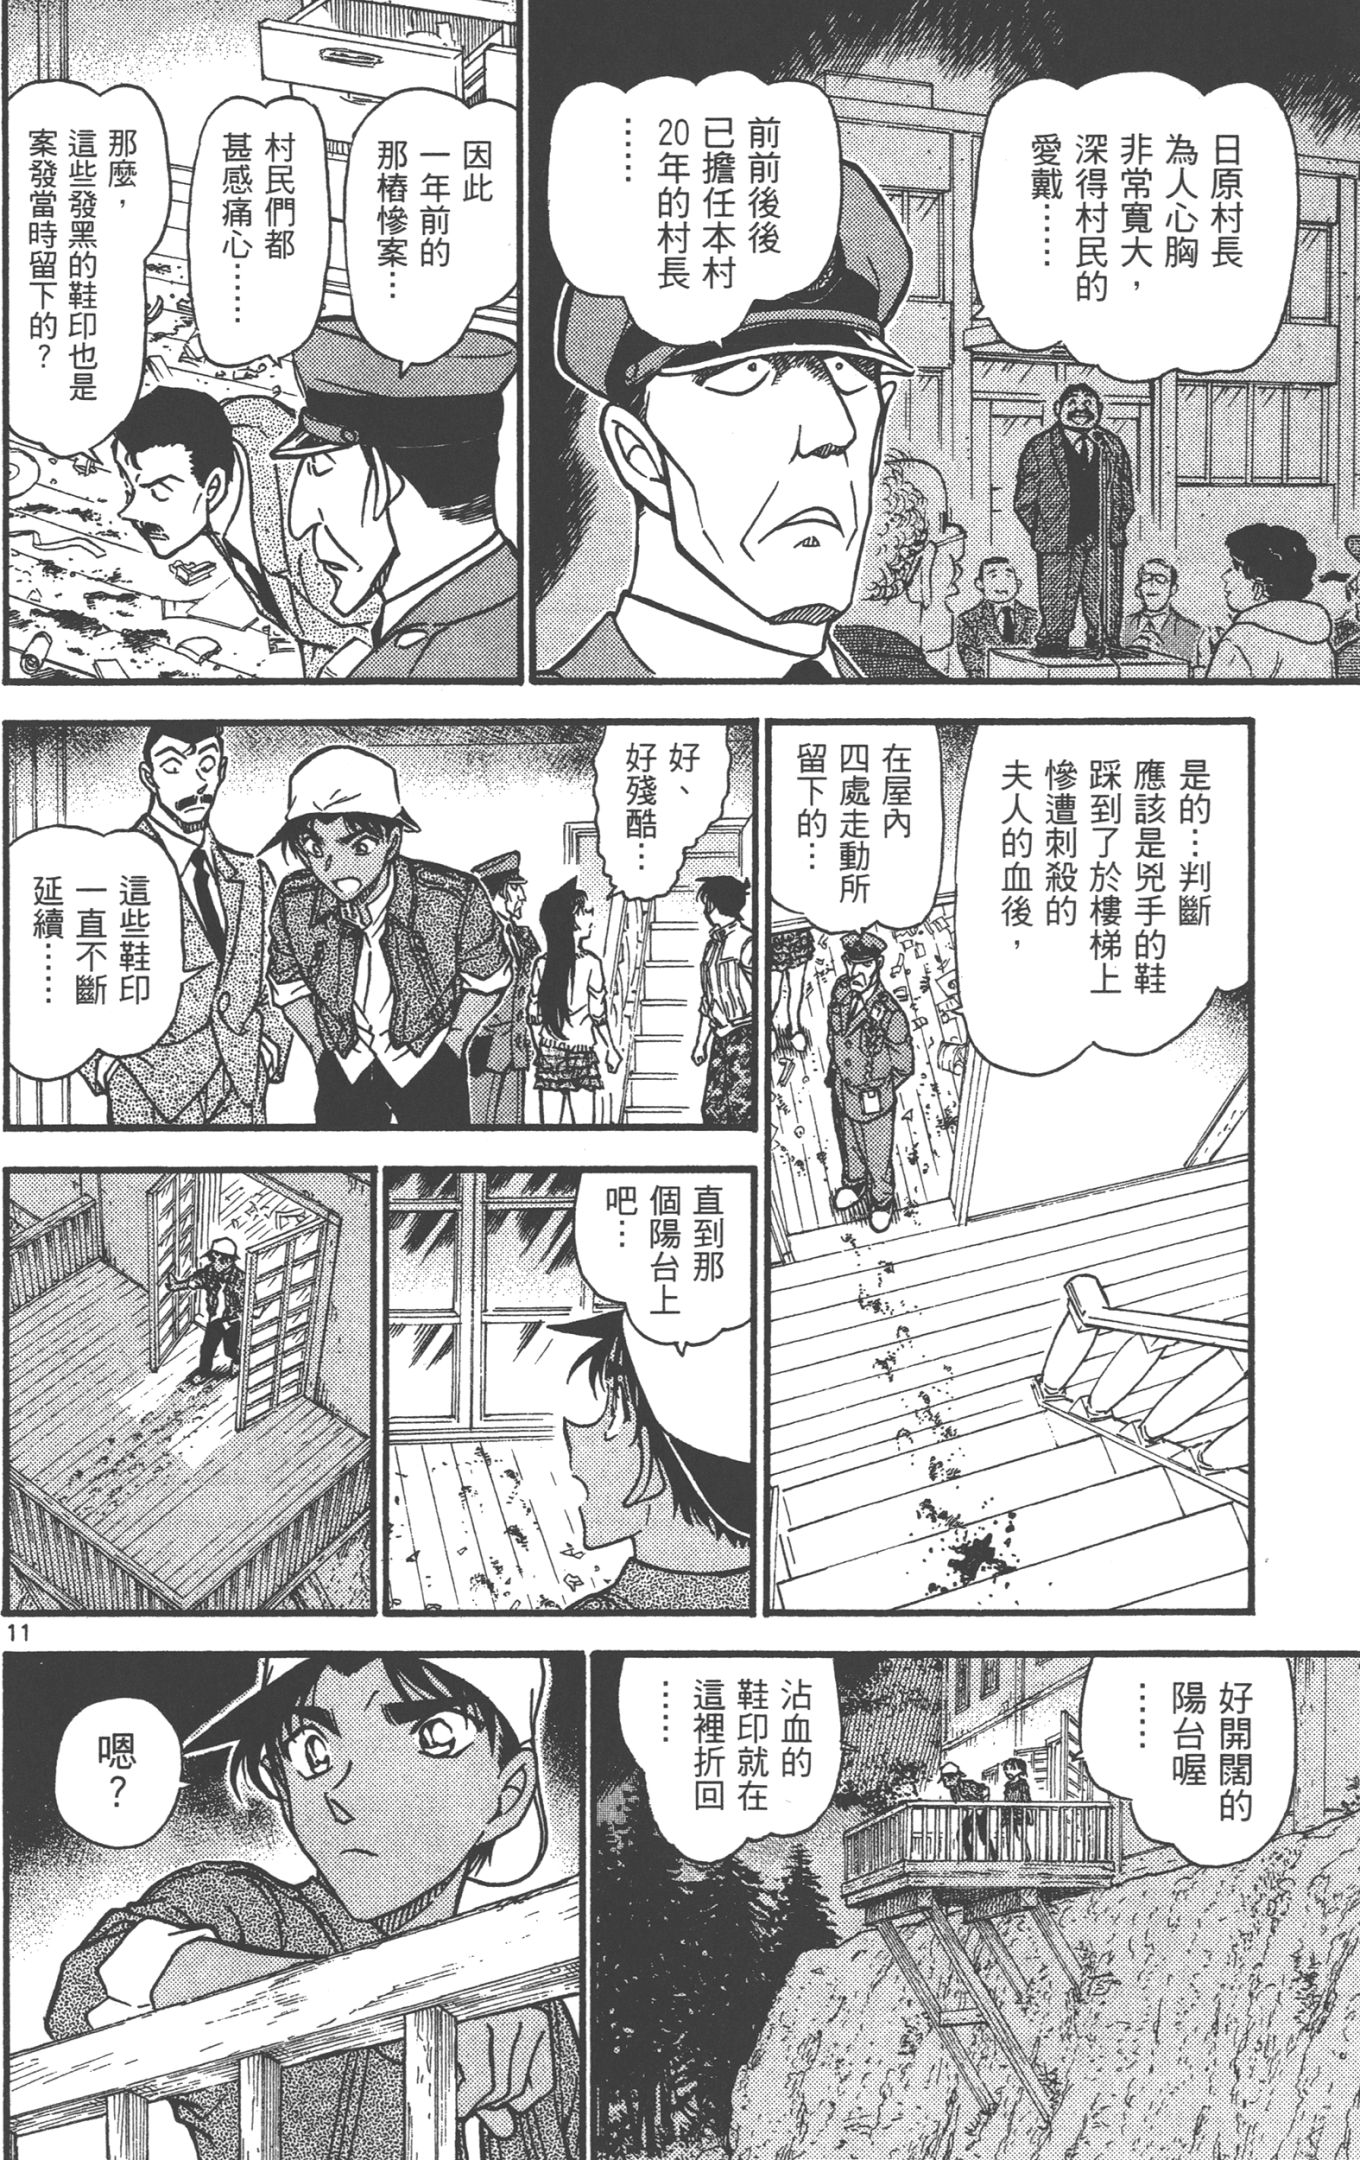 日原村長
為人心胸
非常寬大，
深得村民的
愛戴……
前前後後
已擔任本村
20年的村長
……
因此
一年前的
那樁慘案…
村民們都
甚感痛心……
那麼，
這些發黑的鞋印也是
案發當時留下的？
是的…判斷
應該是兇手的鞋
踩到了於樓梯上
慘遭刺殺的
夫人的血後，
在屋內
四處走動所
留下的…
好、
好殘酷…
這些鞋印
一直不斷
延續……
直到那
個陽台上
吧…
好開闊的
陽台喔
……
沾血的
鞋印就在
這裡折回
……
嗯？
11